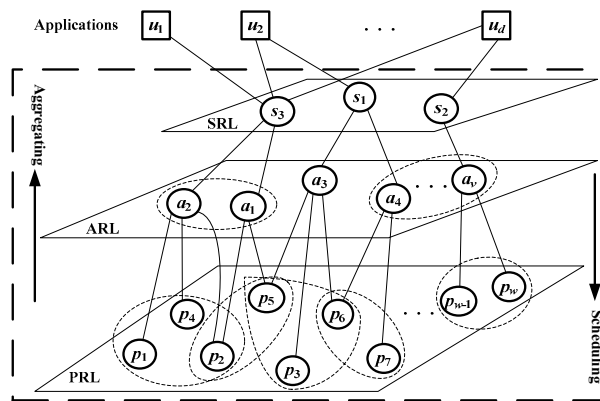 Applications u1 u2 . . . ud
s3 s1 s2
SRL
Aggregating
a2 a1 a3 a4 . . . av
ARL
p1 p4 p2 p5 p3 p6 p7 . . . pw-1 pw
PRL
Scheduling